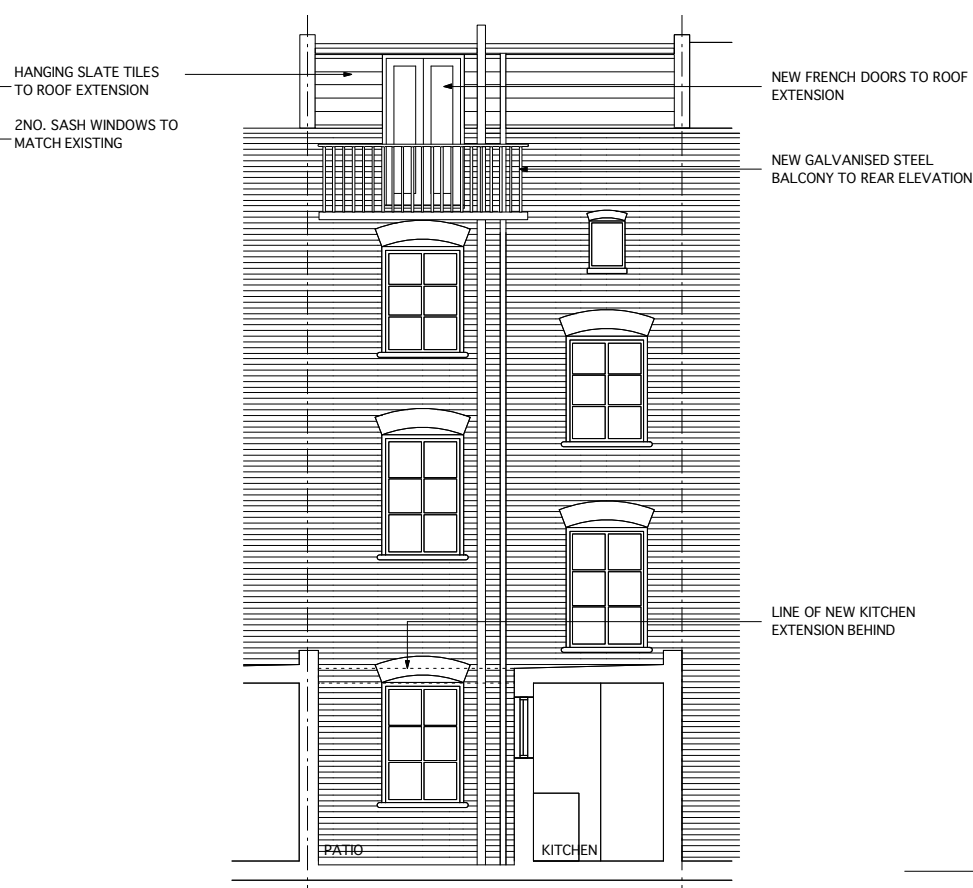 HANGING SLATE TILES
TO ROOF EXTENSION
2NO. SASH WINDOWS TO
MATCH EXISTING
NEW FRENCH DOORS TO ROOF
EXTENSION
NEW GALVANISED STEEL
BALCONY TO REAR ELEVATION
LINE OF NEW KITCHEN
EXTENSION BEHIND
PATIO
KITCHEN